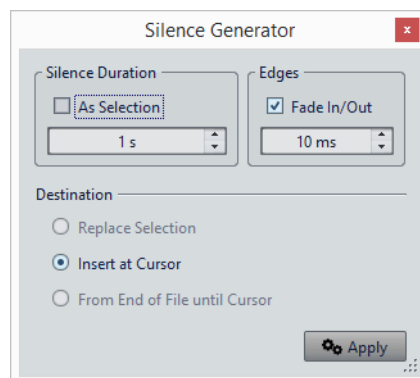 Silence Generator
x
Silence Duration
Edges
As Selection
Fade In/Out
1 s
10 ms
Destination
Replace Selection
Insert at Cursor
From End of File until Cursor
Apply